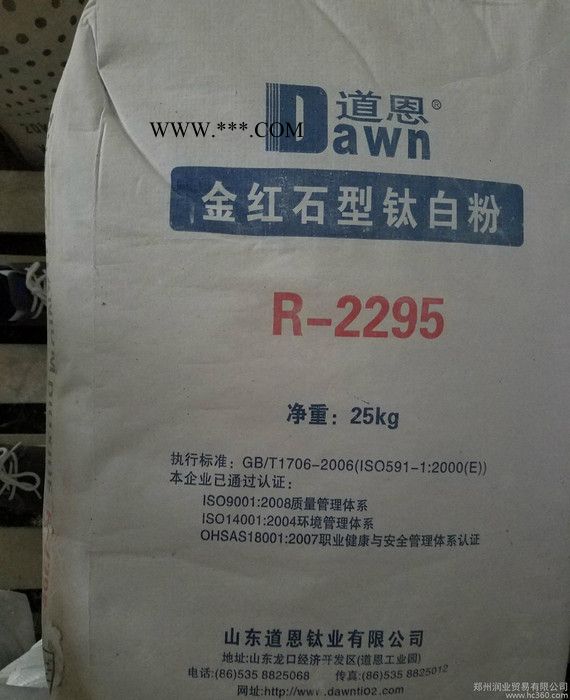 道恩®
WWW.***.COM
Dawn
金红石型钛白粉
R-2295
净重：25kg
执行标准：GB/T1706-2006(ISO591-1:2000(E))
本企业已通过认证：
ISO9001:2008质量管理体系
ISO14001:2004环境管理体系
OHSAS18001:2007职业健康与安全管理体系认证
山东道恩钛业有限公司
地址:山东龙口经济开发区(道恩工业园)
电话:(86)535 8825068 传真:(86)535 8825012
网址:http://www.dawntiO2.com
郑州润业贸易有限公司
www.hc360.com